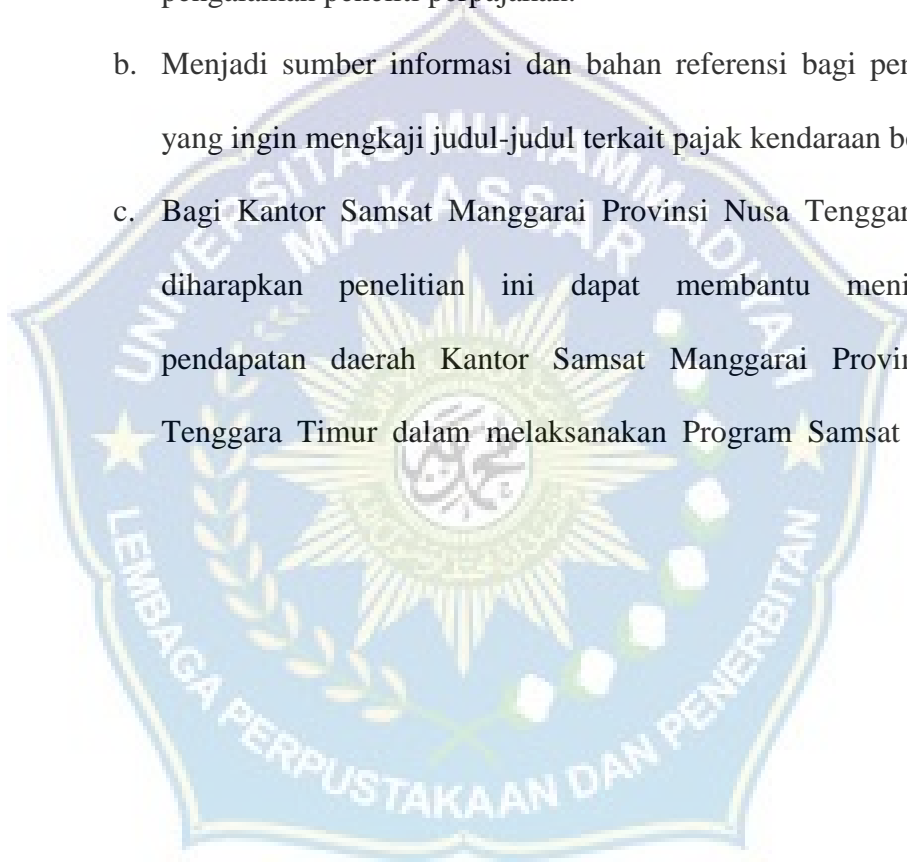 perpajakan.
b. Menjadi sumber informasi dan bahan referensi bagi
yang ingin mengkaji judul-judul terkait pajak kendaraan
c. Bagi Kantor Samsat Manggarai Provinsi Nusa
diharapkan penelitian ini dapat membantu
pendapatan daerah Kantor Samsat Manggarai
Tenggara Timur dalam melaksanakan Program Samsat
UNIVERSITAS MUHAMMADIYAH
MAKASSAR
LEMBAGA PERPUSTAKAAN DAN PENERBITAN